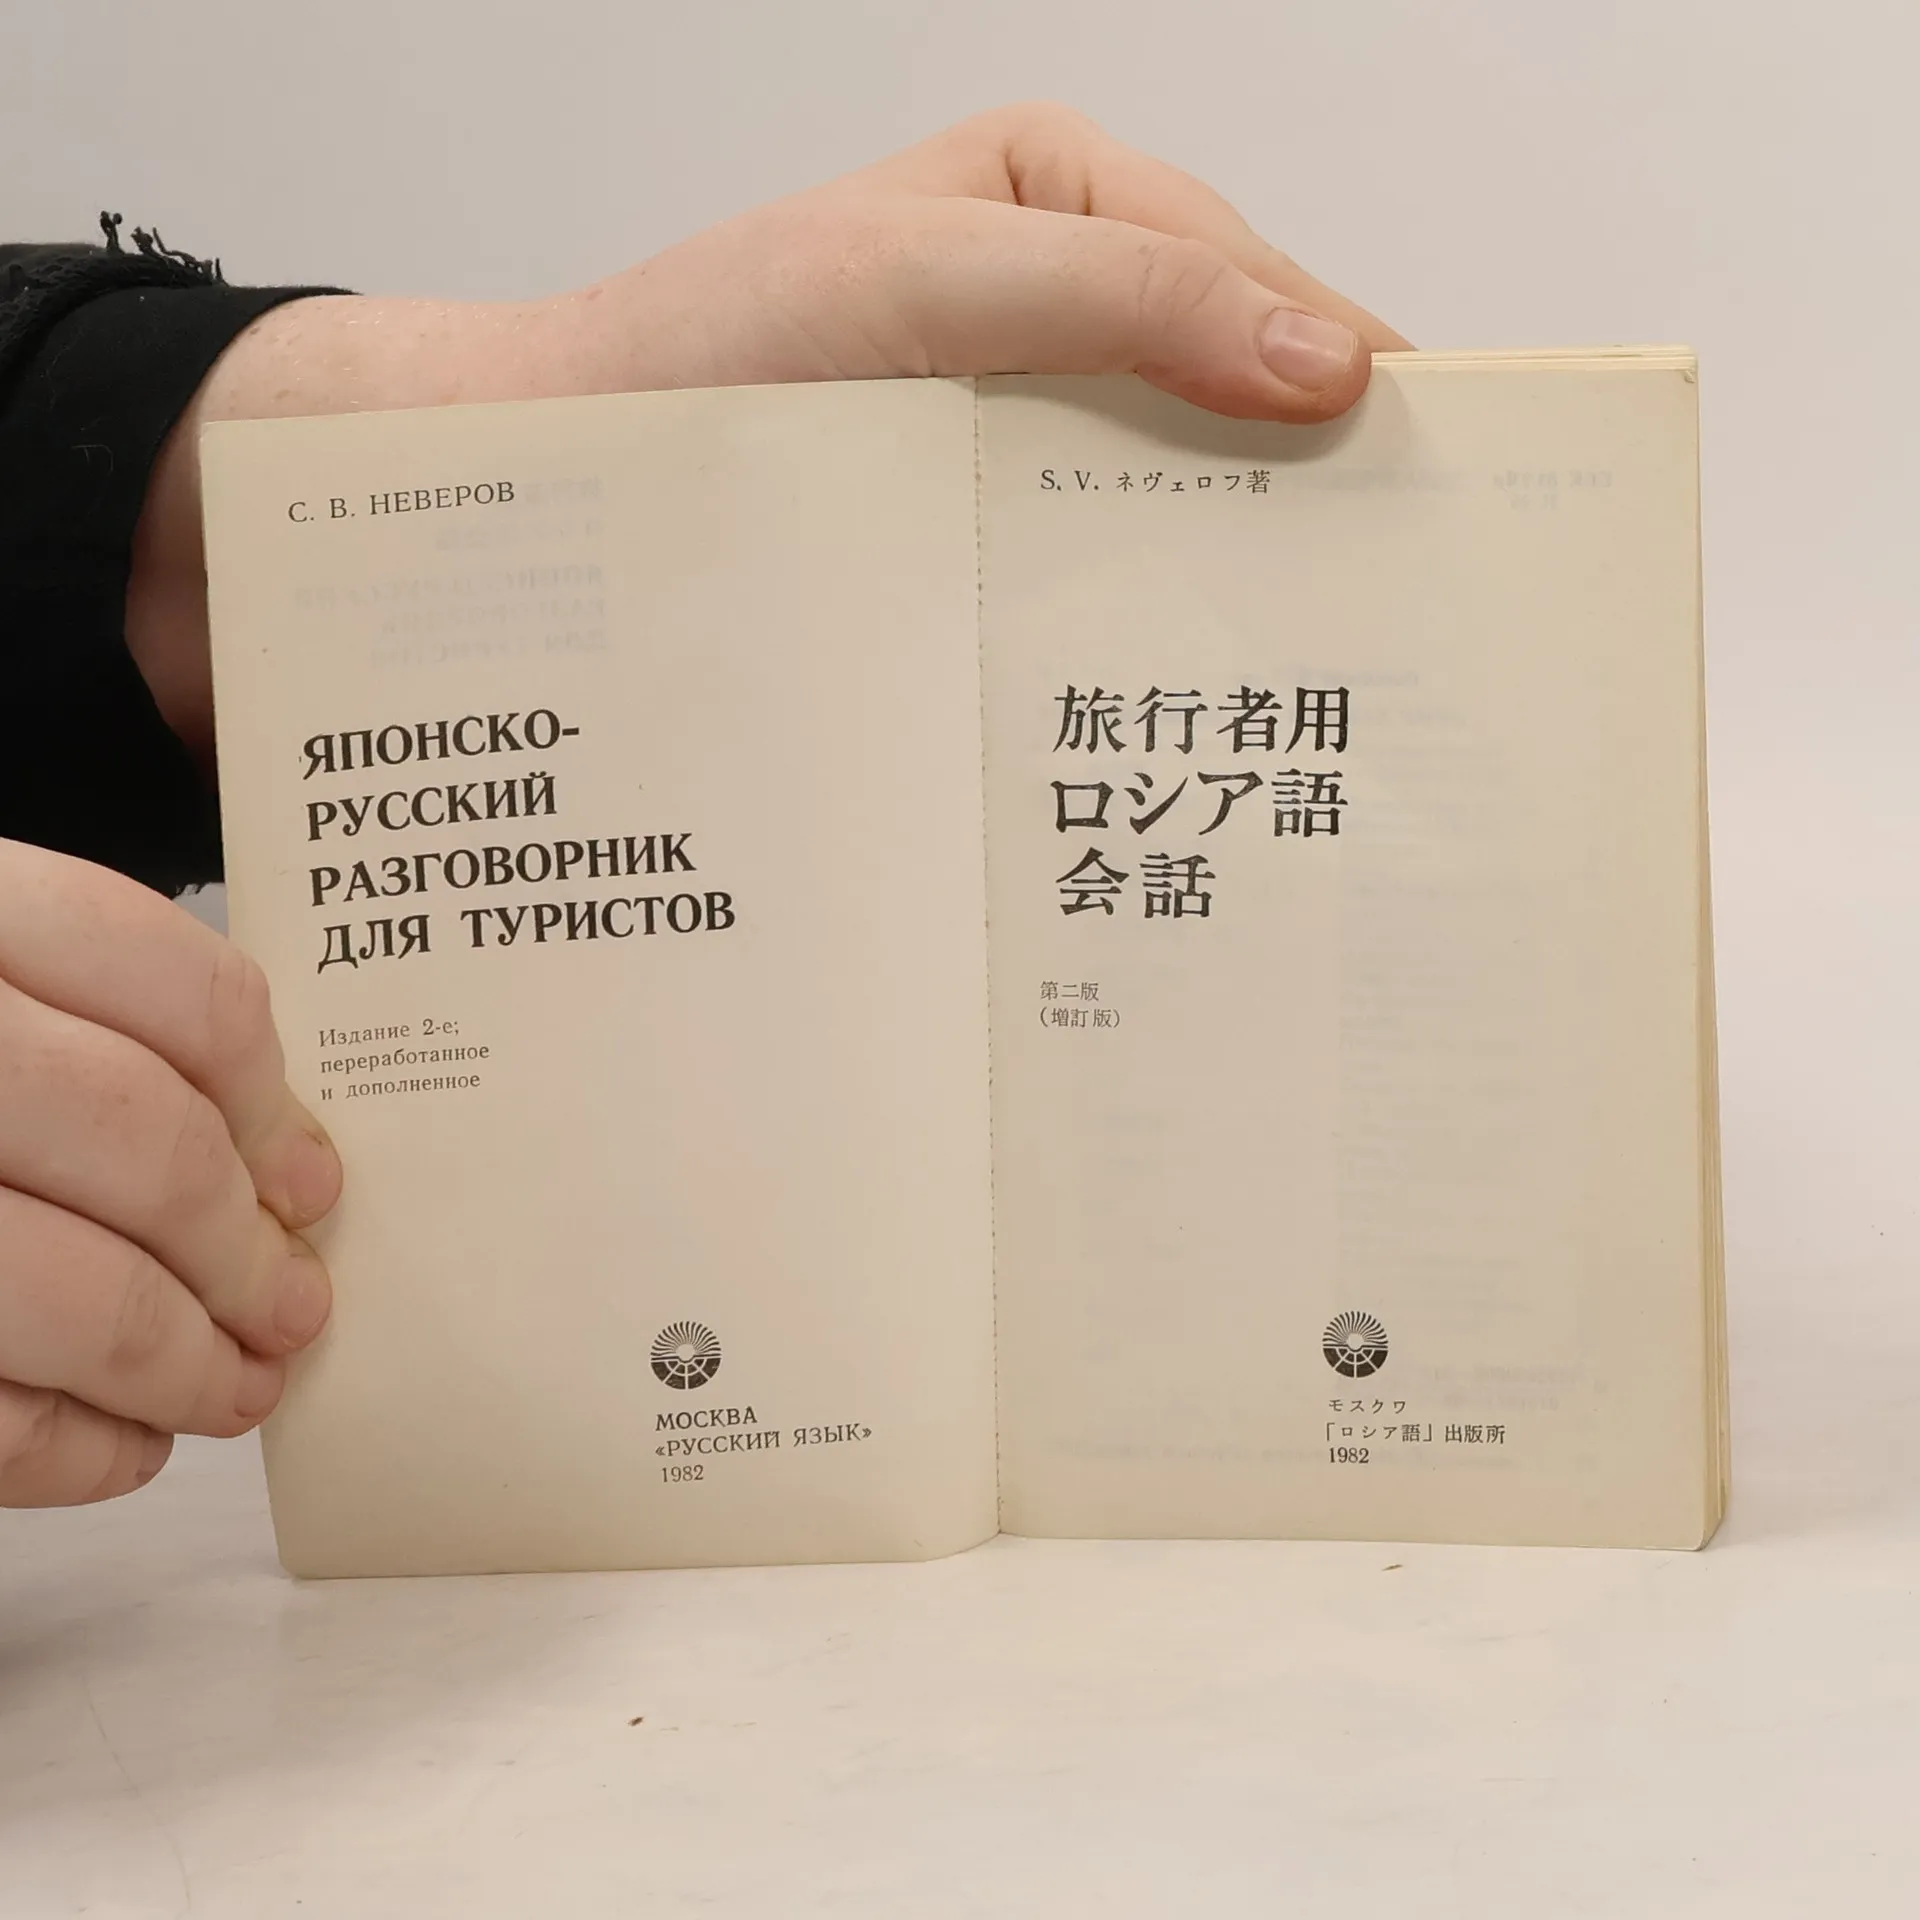 С. В. НЕВЕРОВ
ЯПОНСКО-
РУССКИЙ
РАЗГОВОРНИК
ДЛЯ ТУРИСТОВ
Издание 2-е;
переработанное
и дополненное
МОСКВА
«РУССКИЙ ЯЗЫК»
1982
S. V. ネヴェロフ著
旅行者用
ロシア語
会話
第二版
(増訂版)
モスクワ
「ロシア語」出版所
1982